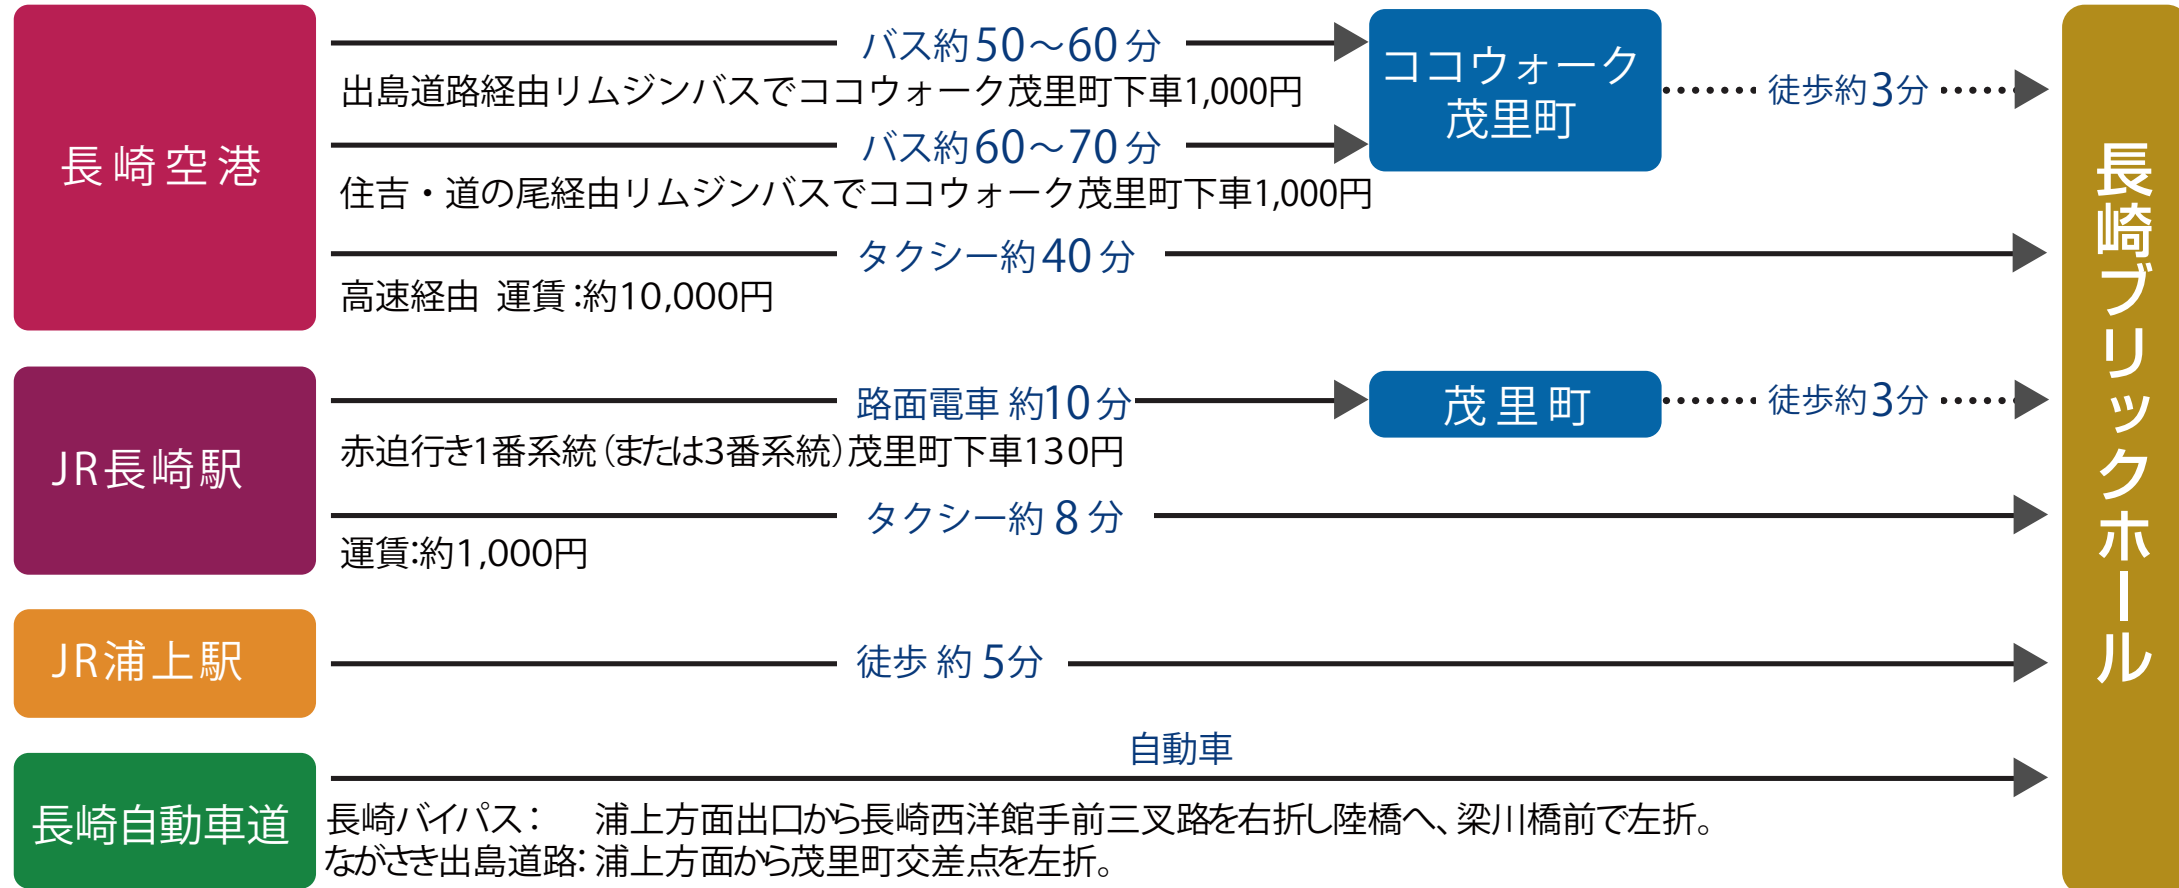 長崎空港
バス約50～60分
出島道路経由リムジンバスでココウォーク茂里町下車1,000円
バス約60～70分
住吉・道の尾経由リムジンバスでココウォーク茂里町下車1,000円
ココウォーク
茂里町
徒歩約3分
タクシー約40分
高速経由 運賃:約10,000円
JR長崎駅
路面電車 約10分
赤迫行き1番系統(または3番系統)茂里町下車130円
茂里町
徒歩約3分
タクシー約8分
運賃:約1,000円
JR浦上駅
徒歩 約5分
長崎自動車道
自動車
長崎バイパス: 浦上方面出口から長崎西洋館手前三叉路を右折し陸橋へ、梁川橋前で左折。
ながさき出島道路:浦上方面から茂里町交差点を左折。
長崎ブリックホール